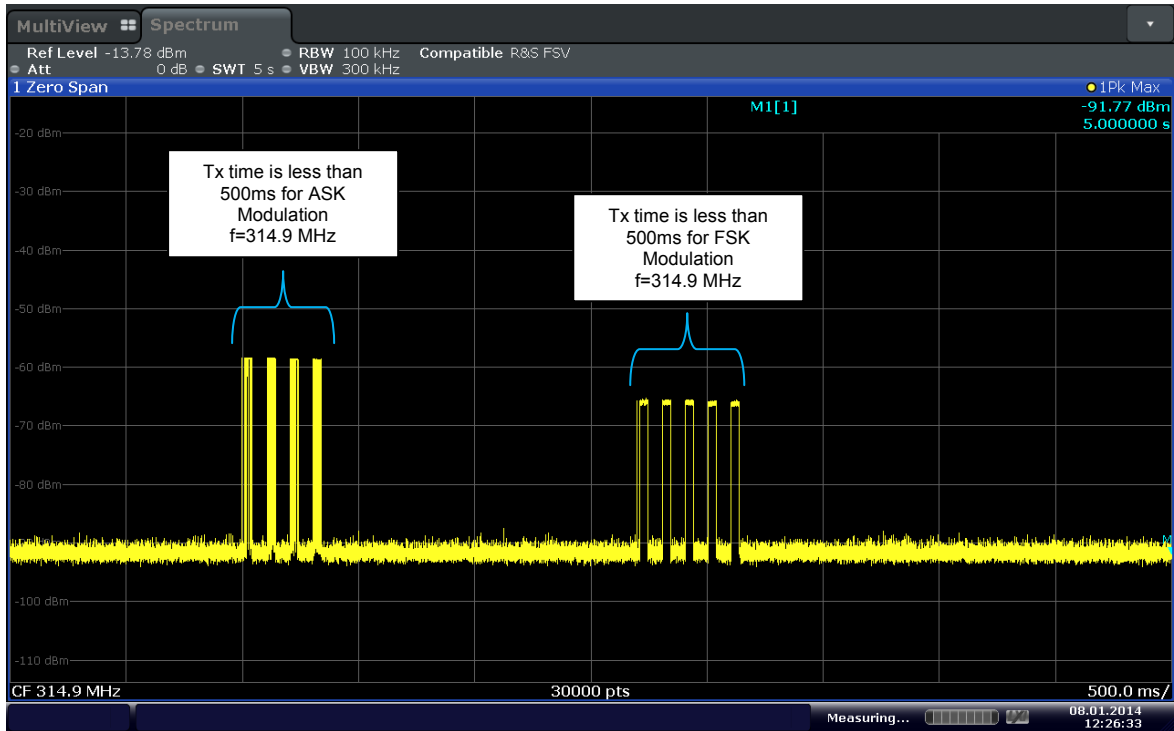 MultiView Spectrum
Ref Level -13.78 dBm RBW 100 kHz Compatible R&S FSV
Att 0 dB SWT 5 s VBW 300 kHz
1 Zero Span 1Pk Max
M1[1] -91.77 dBm
5.000000 s
-20 dBm
Tx time is less than
500ms for ASK
Modulation
f=314.9 MHz
-30 dBm
Tx time is less than
500ms for FSK
Modulation
f=314.9 MHz
-40 dBm
-50 dBm
-60 dBm
-70 dBm
-80 dBm
-100 dBm
-110 dBm
CF 314.9 MHz 30000 pts 500.0 ms/
Measuring... 08.01.2014
12:26:33